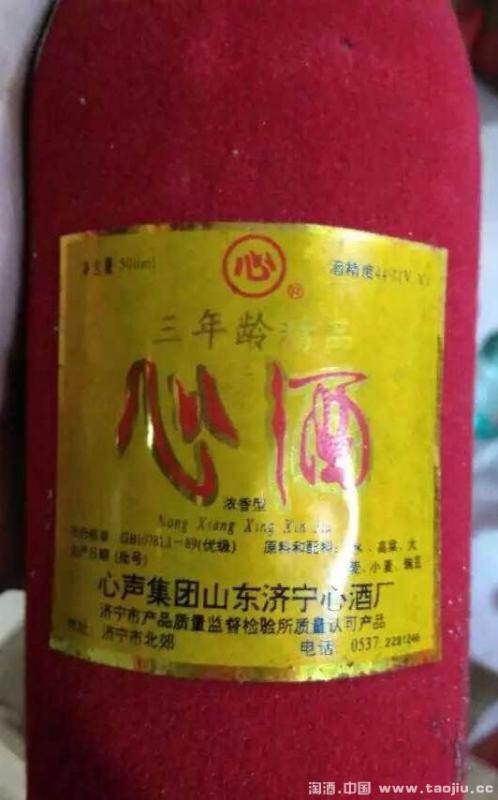 净含量 500ml
心
®
酒精度44%(V/V)
三年龄精品
心酒
浓香型
Nong Xiang Xing Xin Jiu
执行标准 GB10781.1-89(优级)
原料和配料:水、高粱、大
生产日期(批号)
麦、小麦、豌豆
心声集团山东济宁心酒厂
济宁市产品质量监督检验所质量认可产品
地址:济宁市北郊
电话:0537.2281246
淘酒.中国 www.taojiu.cc